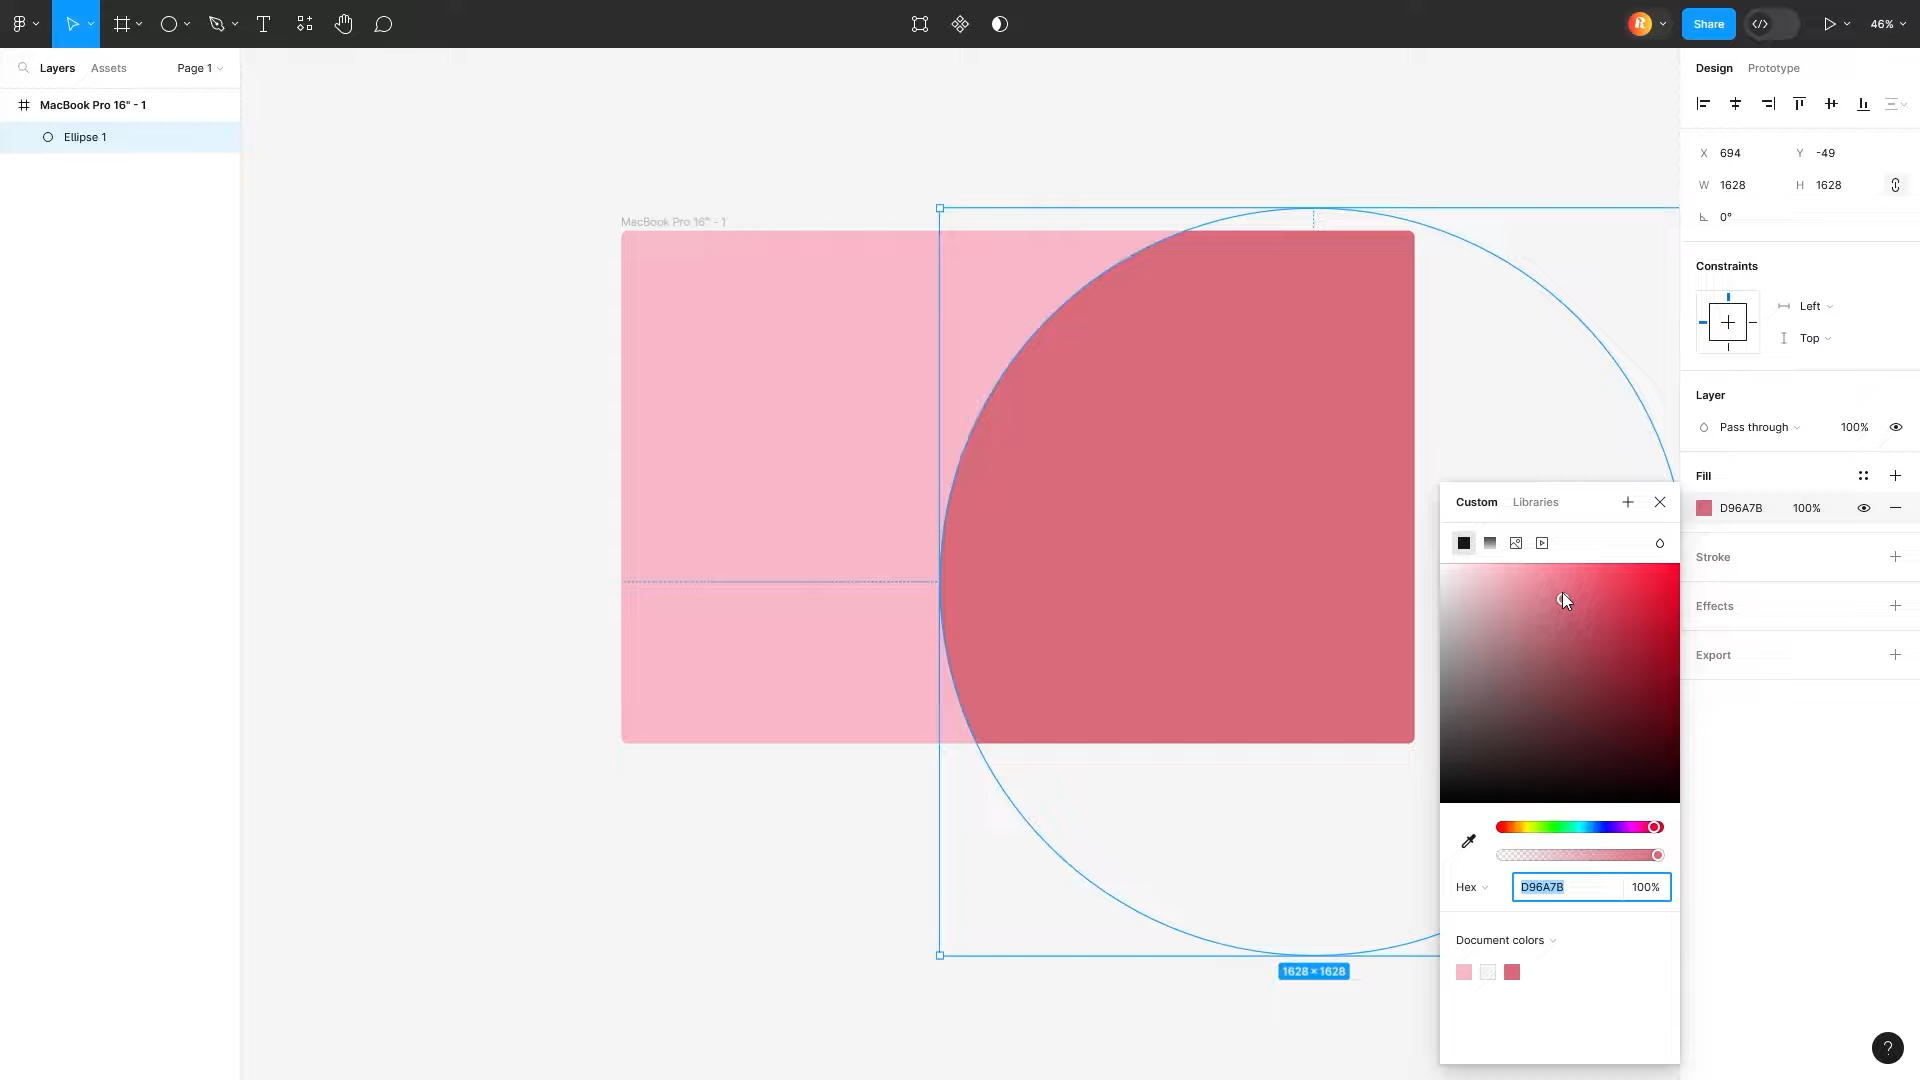 Share
46%
Layers
Assets
Page 1
MacBook Pro 16" - 1
Ellipse 1
MacBook Pro 16" - 1
1628 × 1628
Design
Prototype
X 694
Y -49
W 1628
H 1628
0°
Constraints
Left
Top
Layer
Pass through
100%
Fill
D96A7B
100%
Stroke
Effects
Export
Custom
Libraries
Hex
D96A7B
100%
Document colors
?